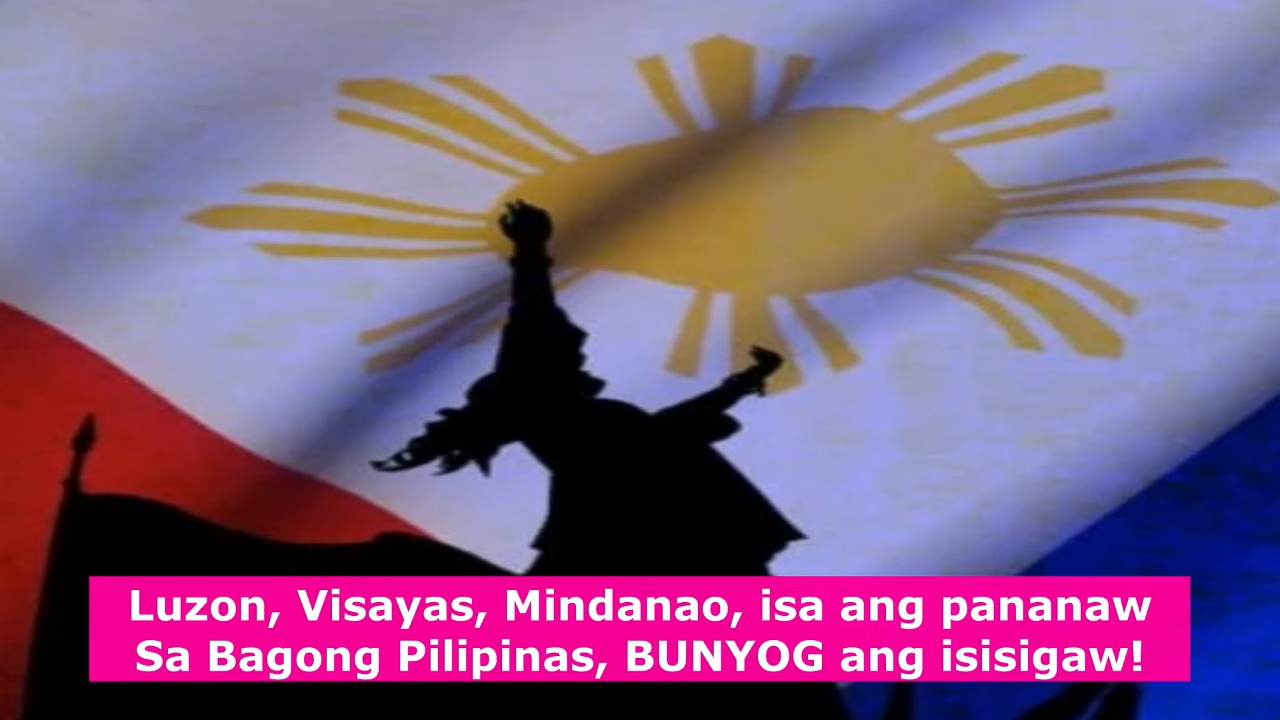 Luzon, Visayas, Mindanao, isa ang pananaw
Sa Bagong Pilipinas, BUNYOG ang isisigaw!